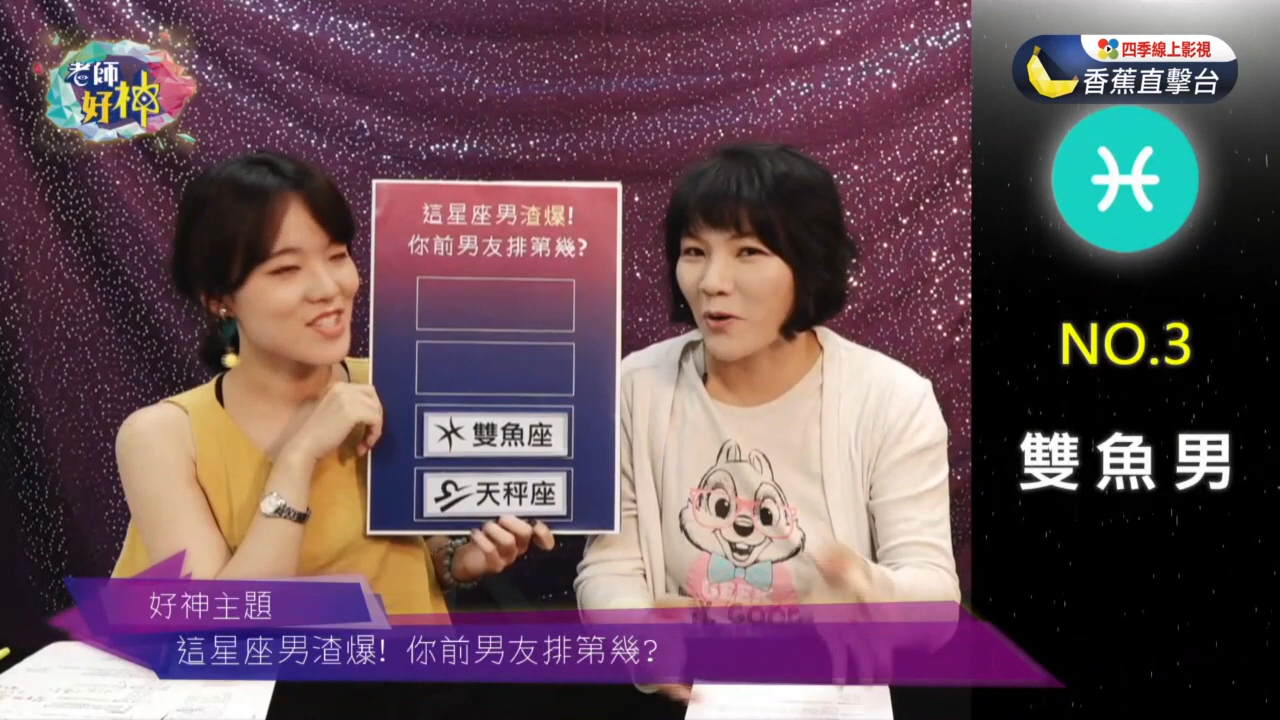 老師
好神
四季線上影視
香蕉直擊台
這星座男渣爆!
你前男友排第幾?
雙魚座
天秤座
NO.3
雙魚男
好神主題
這星座男渣爆! 你前男友排第幾?